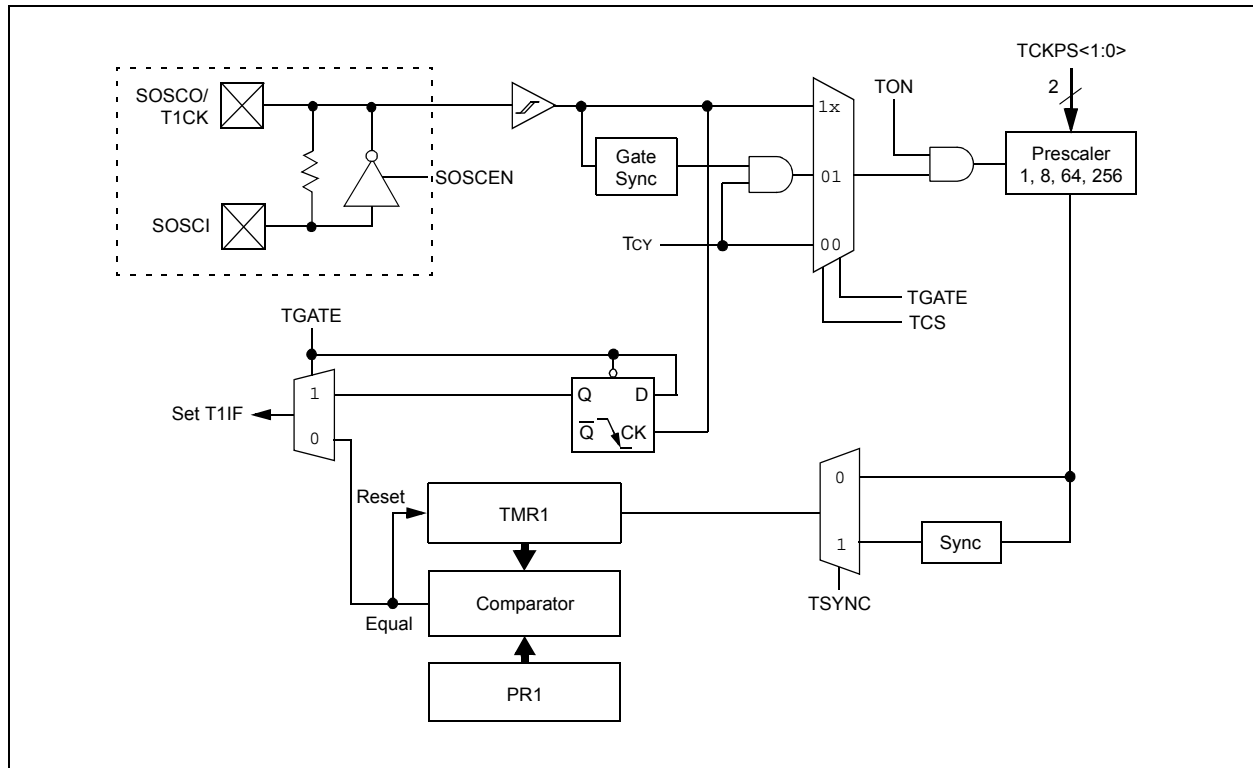 TCKPS<1:0>
2
SOSCO/
T1CK
TON
1x
Prescaler
1, 8, 64, 256
Gate
Sync
SOSCEN
01
SOSCI
TCY
00
TGATE
TCS
TGATE
1
Q
D
Set T1IF
Q̅
CK
0
Reset
TMR1
0
1
Sync
Comparator
TSYNC
Equal
PR1